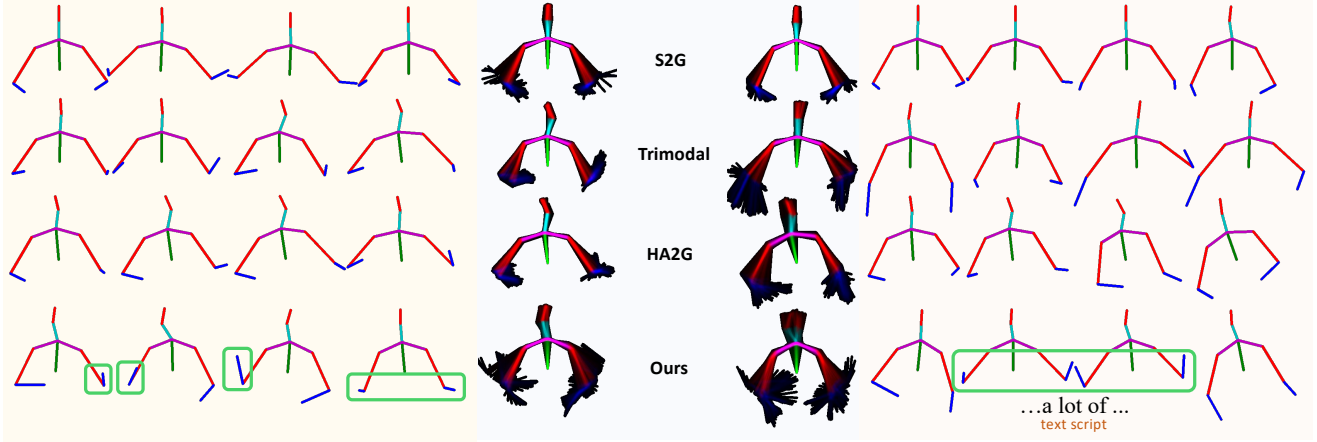 S2G
Trimodal
HA2G
Ours
...a lot of ...
text script